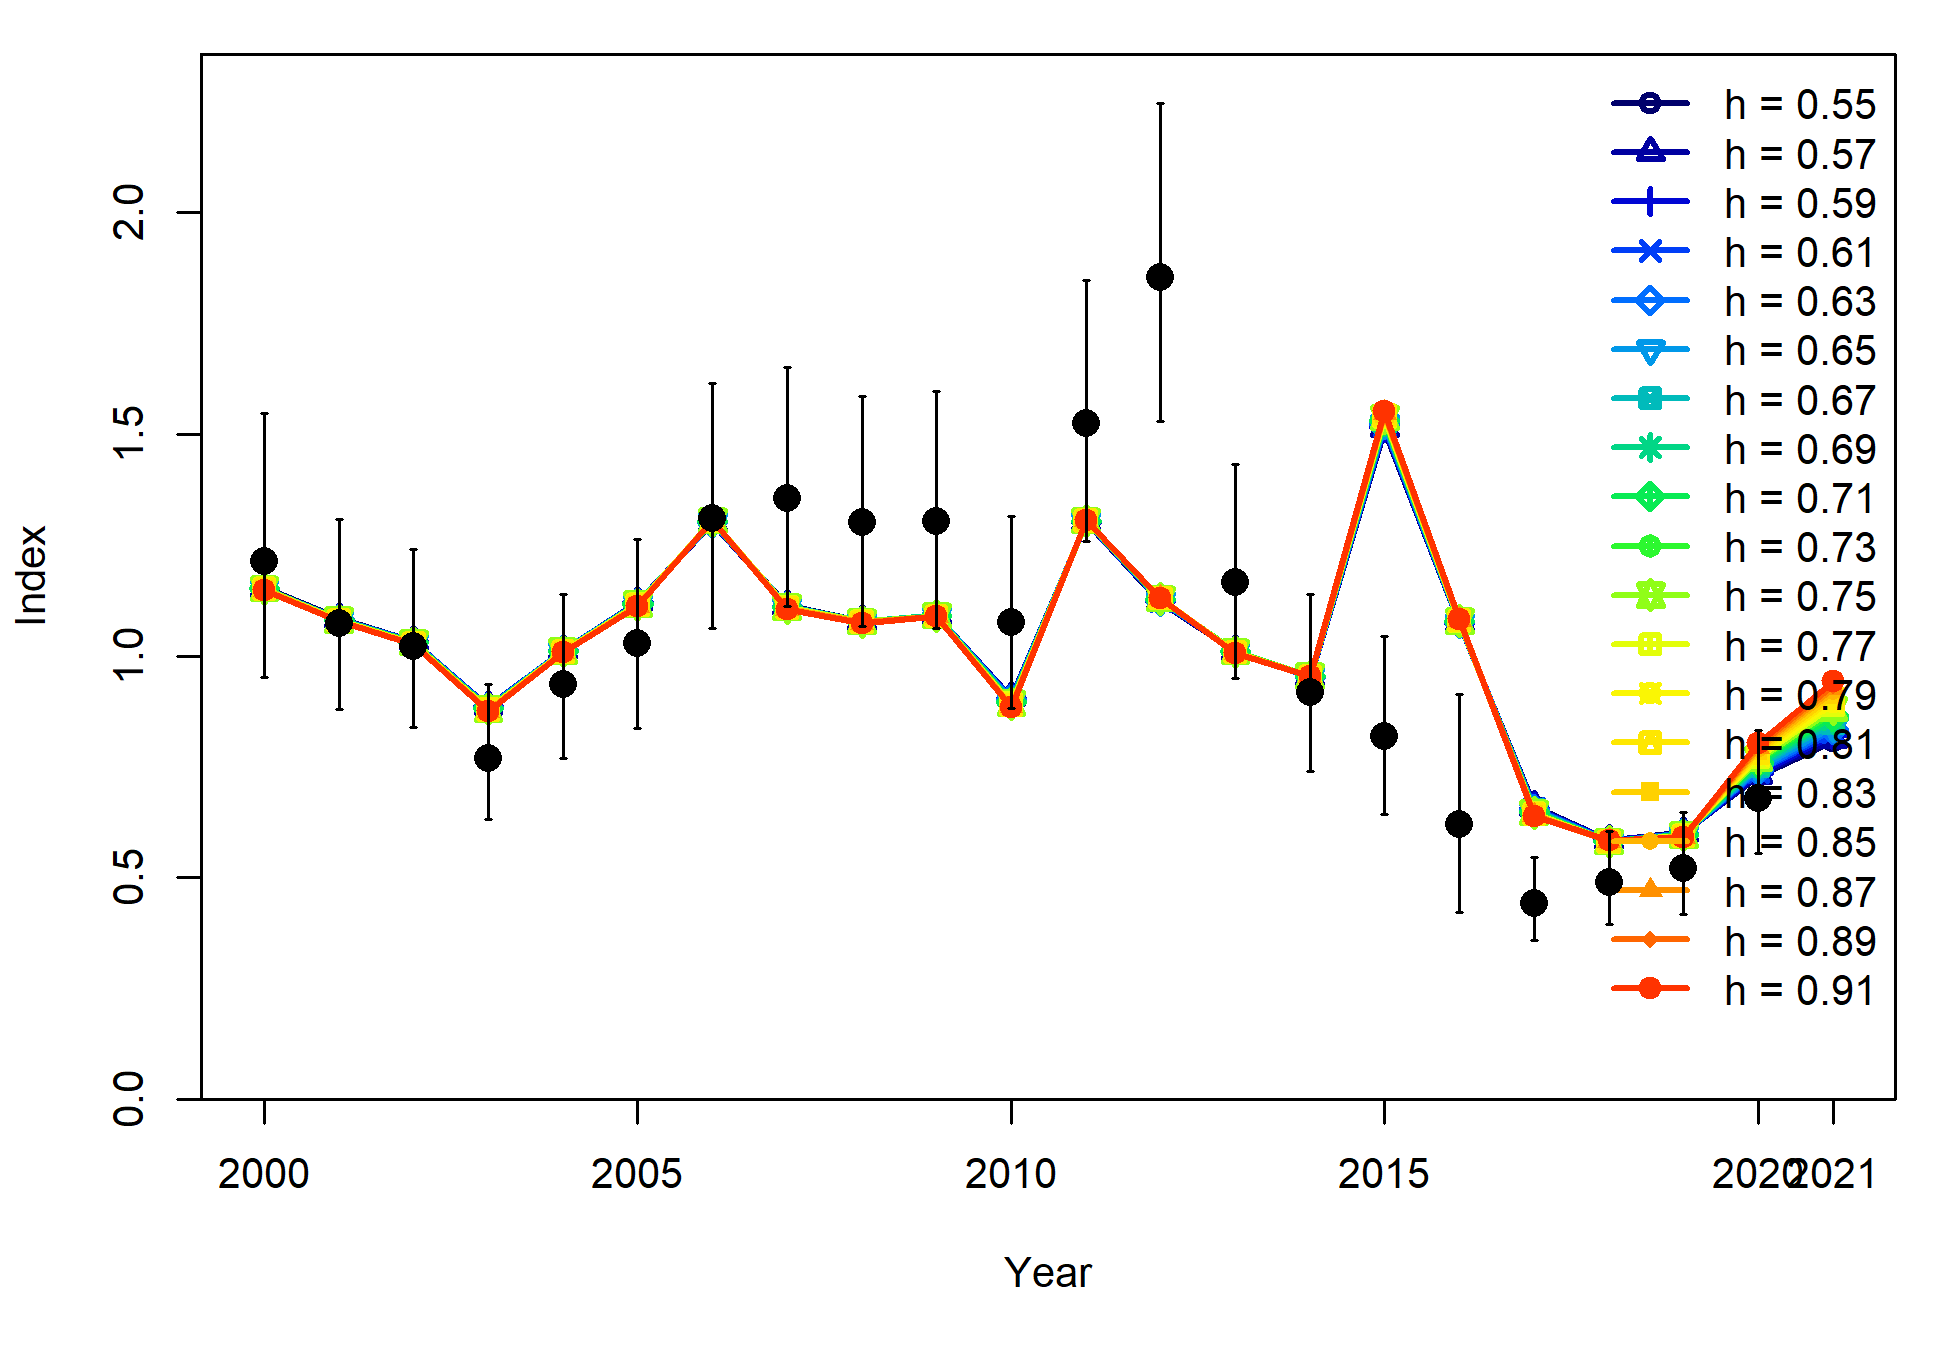 h = 0.55
h = 0.57
h = 0.59
h = 0.61
h = 0.63
h = 0.65
h = 0.67
h = 0.69
h = 0.71
h = 0.73
h = 0.75
h = 0.77
h = 0.79
h = 0.81
h = 0.83
h = 0.85
h = 0.87
h = 0.89
h = 0.91
2.0
1.5
1.0
0.5
0.0
Index
2000 2005 2010 2015 2020 2021
Year